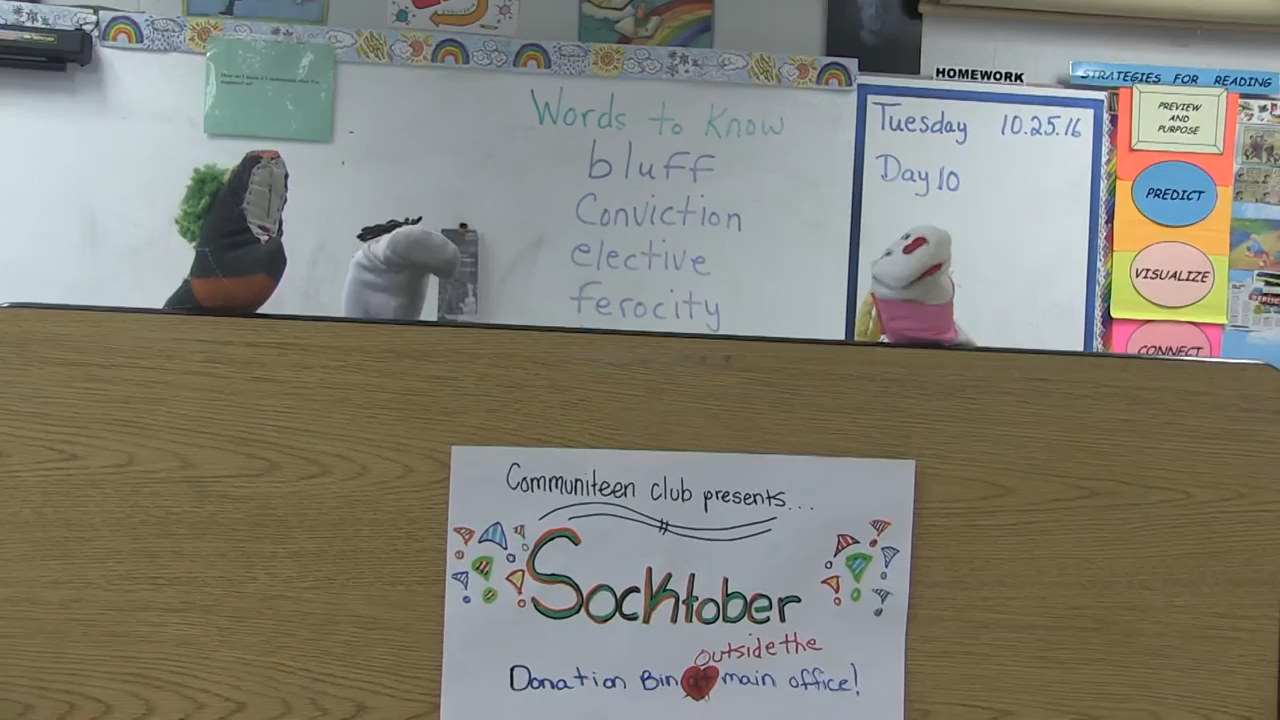 HOMEWORK
STRATEGIES FOR READING
PREVIEW
AND
PURPOSE
PREDICT
VISUALIZE
CONNECT
Words to Know
bluff
Conviction
elective
ferocity
Tuesday 10.25.16
Day 10
Communiteen club presents...
Socktober
outside the
Donation Bin main office!